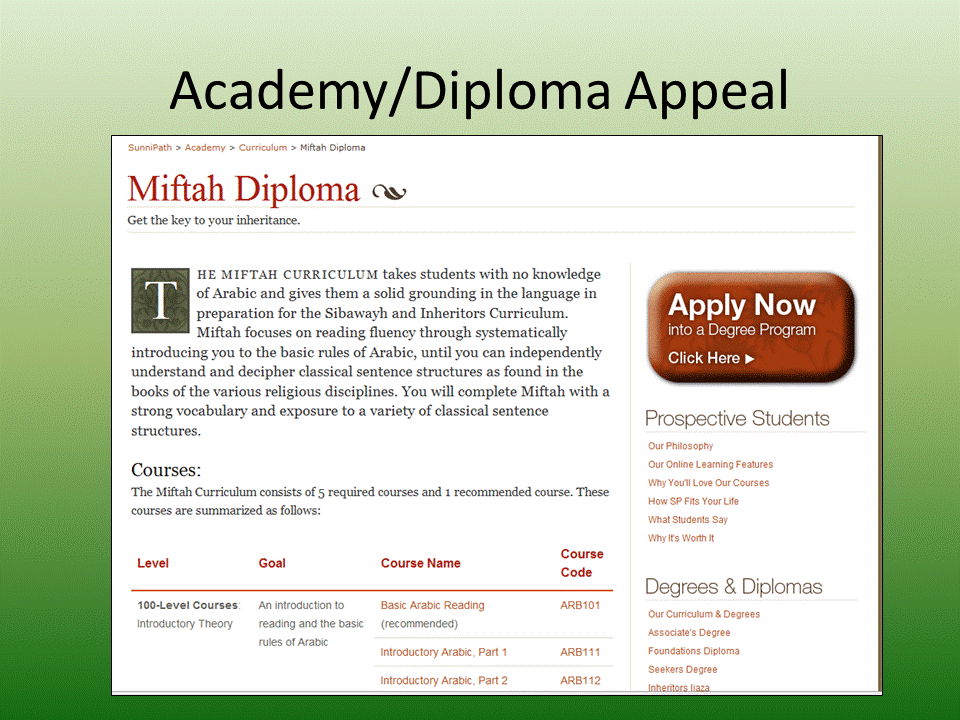 Academy/Diploma Appeal
SunniPath > Academy > Curriculum > Miftah Diploma
Miftah Diploma
Get the key to your inheritance.
THE MIFTAH CURRICULUM takes students with no knowledge
of Arabic and gives them a solid grounding in the language in
preparation for the Sibawayh and Inheritors Curriculum.
Miftah focuses on reading fluency through systematically
introducing you to the basic rules of Arabic, until you can independently
understand and decipher classical sentence structures as found in the
books of the various religious disciplines. You will complete Miftah with a
strong vocabulary and exposure to a variety of classical sentence
structures.
Courses:
The Miftah Curriculum consists of 5 required courses and 1 recommended course. These
courses are summarized as follows:
Level Goal Course Name Course
Code
100-Level Courses: An introduction to Basic Arabic Reading ARB101
Introductory Theory reading and the basic (recommended)
rules of Arabic
Introductory Arabic, Part 1 ARB111
Introductory Arabic, Part 2 ARB112
Apply Now
into a Degree Program
Click Here ►
Prospective Students
Our Philosophy
Our Online Learning Features
Why You'll Love Our Courses
How SP Fits Your Life
What Students Say
Why It's Worth It
Degrees & Diplomas
Our Curriculum & Degrees
Associate's Degree
Foundations Diploma
Seekers Degree
Inheritors Ijaza